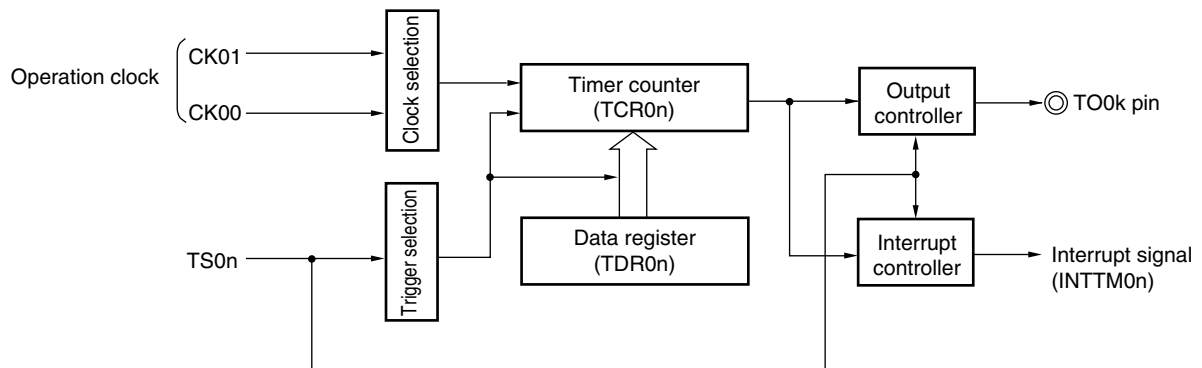 Operation clock
CK01
CK00
Clock selection
Timer counter
(TCR0n)
Output
controller
TO0k pin
TS0n
Trigger selection
Data register
(TDR0n)
Interrupt
controller
Interrupt signal
(INTTM0n)